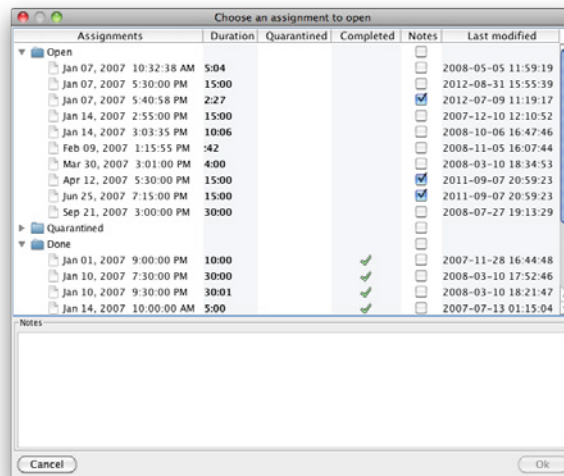 Choose an assignment to open
Assignments Duration Quarantined Completed Notes Last modified
Open
Jan 07, 2007 10:32:38 AM 5:04 2008-05-05 11:59:19
Jan 07, 2007 5:30:00 PM 15:00 2012-08-31 15:55:39
Jan 07, 2007 5:40:58 PM 2:27 2012-07-09 11:19:17
Jan 14, 2007 2:55:00 PM 15:00 2007-12-10 12:10:52
Jan 14, 2007 3:03:35 PM 10:06 2008-10-06 16:47:46
Feb 09, 2007 1:15:55 PM :42 2008-11-05 16:07:44
Mar 30, 2007 3:01:00 PM 4:00 2008-03-10 18:34:53
Apr 12, 2007 5:30:00 PM 15:00 2011-09-07 20:59:23
Jun 25, 2007 7:15:00 PM 15:00 2011-09-07 20:59:23
Sep 21, 2007 3:00:00 PM 30:00 2008-07-27 19:13:29
Quarantined
Done
Jan 01, 2007 9:00:00 PM 10:00 2007-11-28 16:44:48
Jan 10, 2007 7:30:00 PM 30:00 2008-03-10 17:52:46
Jan 10, 2007 9:30:00 PM 30:01 2008-03-10 18:21:47
Jan 14, 2007 10:00:00 AM 5:00 2007-07-13 01:15:04
Notes
Cancel Ok